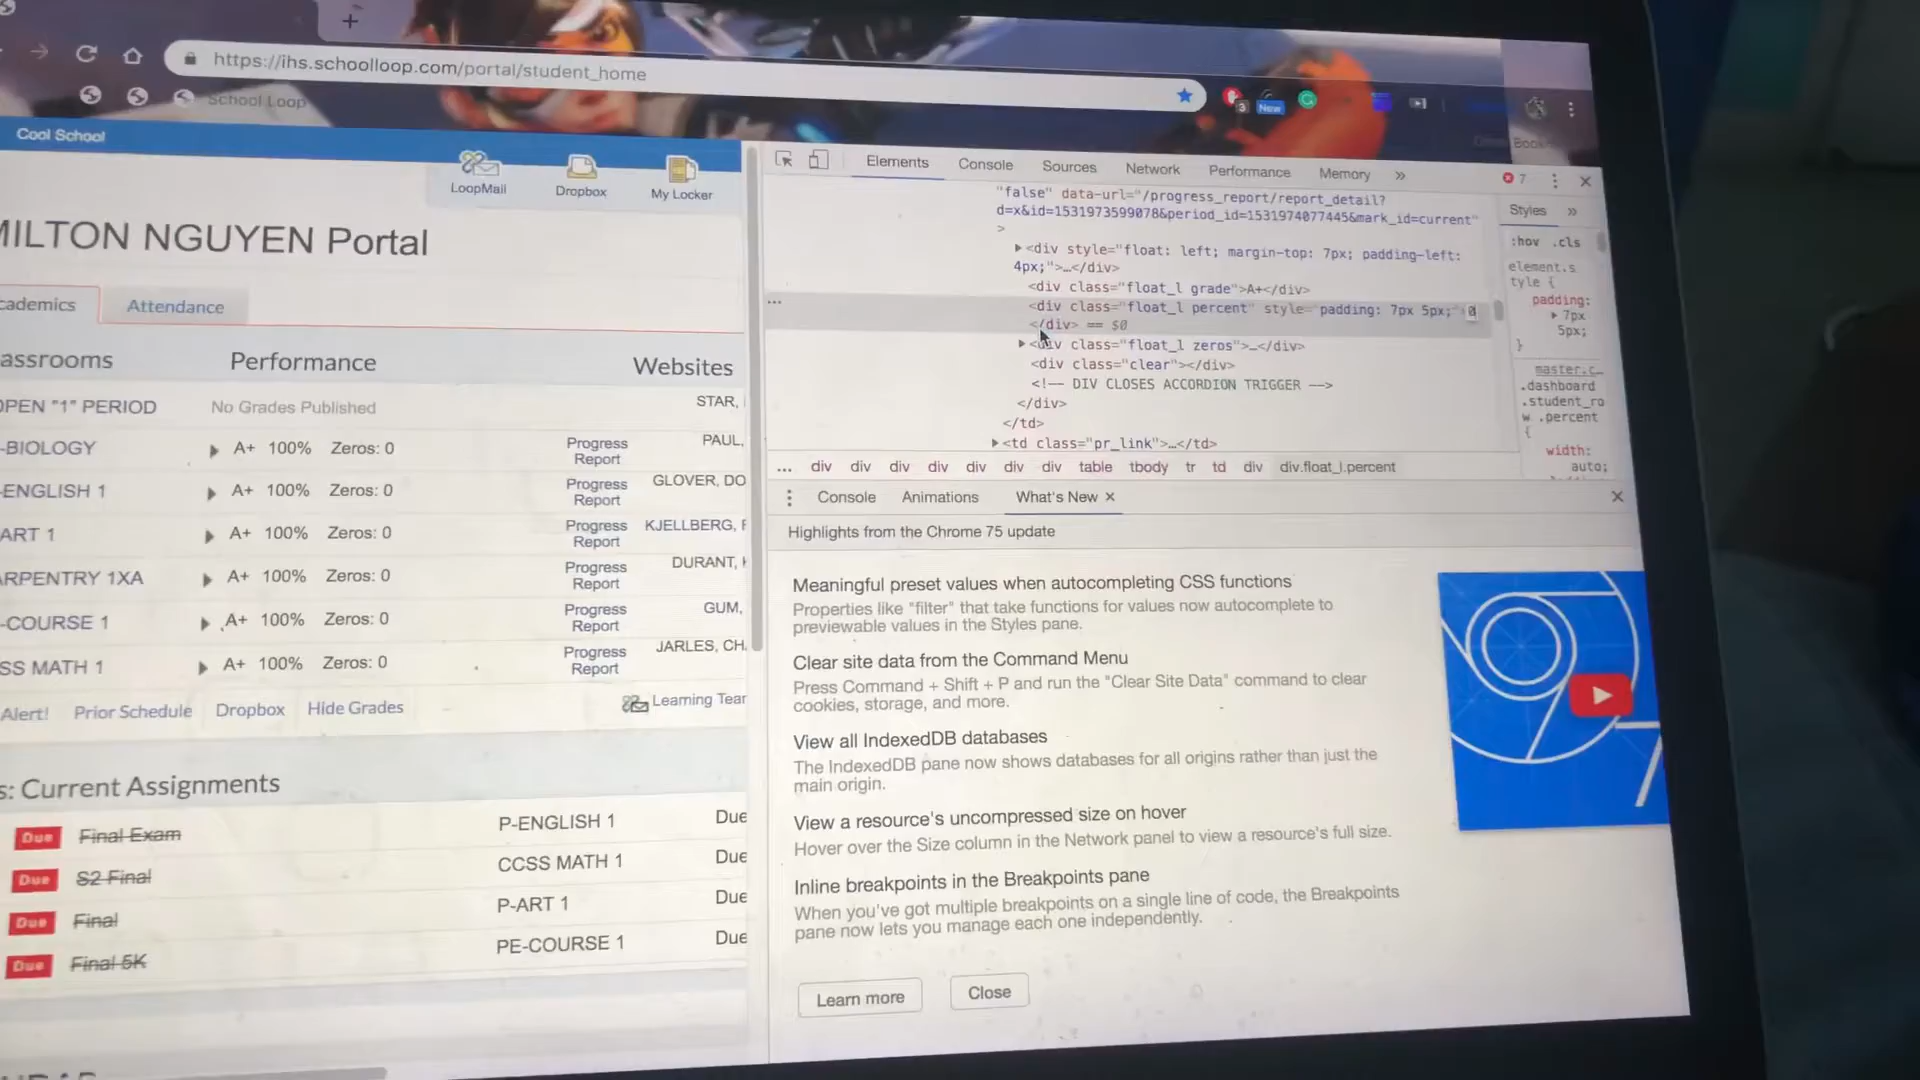 https://ihs.schoolloop.com/portal/student_home
3
New
School Loop
Cool School
LoopMail
Dropbox
My Locker
MILTON NGUYEN Portal
cademics
Attendance
assrooms
Performance
Websites
OPEN "1" PERIOD
No Grades Published
STAR,
-BIOLOGY
A+ 100% Zeros: 0
Progress
Report
PAUL,
-ENGLISH 1
A+ 100% Zeros: 0
Progress
Report
GLOVER, DO
ART 1
A+ 100% Zeros: 0
Progress
Report
KJELLBERG, F
ARPENTRY 1XA
A+ 100% Zeros: 0
Progress
Report
DURANT,
-COURSE 1
A+ 100% Zeros: 0
Progress
Report
GUM,
SS MATH 1
A+ 100% Zeros: 0
Progress
Report
JARLES, CH
Alert!
Prior Schedule
Dropbox
Hide Grades
Learning Tear
s: Current Assignments
Due Final Exam P-ENGLISH 1 Due
Due S2 Final CCSS MATH 1 Due
Due Final P-ART 1 Due
Due Final 5K PE-COURSE 1 Due
Elements
Console
Sources
Network
Performance
Memory
»
7
"false" data-url="/progress_report/report_detail?
d=x&id=1531973599078&period_id=1531974077445&mark_id=current"
>
<div style="float: left; margin-top: 7px; padding-left:
4px;">…</div>
<div class="float_l grade">A+</div>
<div class="float_l percent" style="padding: 7px 5px;">0
</div> == $0
<div class="float_l zeros">…</div>
<div class="clear"></div>
<!-- DIV CLOSES ACCORDION TRIGGER -->
</div>
</td>
<td class="pr_link">…</td>
... div div div div div div div table tbody tr td div div.float_l.percent
Styles »
:hov .cls
element.s
tyle {
padding:
7px
5px;
}
master.c…
.dashboard
.student_ro
w .percent
{
width:
auto;
Console
Animations
What's New ×
Highlights from the Chrome 75 update
Meaningful preset values when autocompleting CSS functions
Properties like "filter" that take functions for values now autocomplete to
previewable values in the Styles pane.
Clear site data from the Command Menu
Press Command + Shift + P and run the "Clear Site Data" command to clear
cookies, storage, and more.
View all IndexedDB databases
The IndexedDB pane now shows databases for all origins rather than just the
main origin.
View a resource's uncompressed size on hover
Hover over the Size column in the Network panel to view a resource's full size.
Inline breakpoints in the Breakpoints pane
When you've got multiple breakpoints on a single line of code, the Breakpoints
pane now lets you manage each one independently.
Learn more
Close